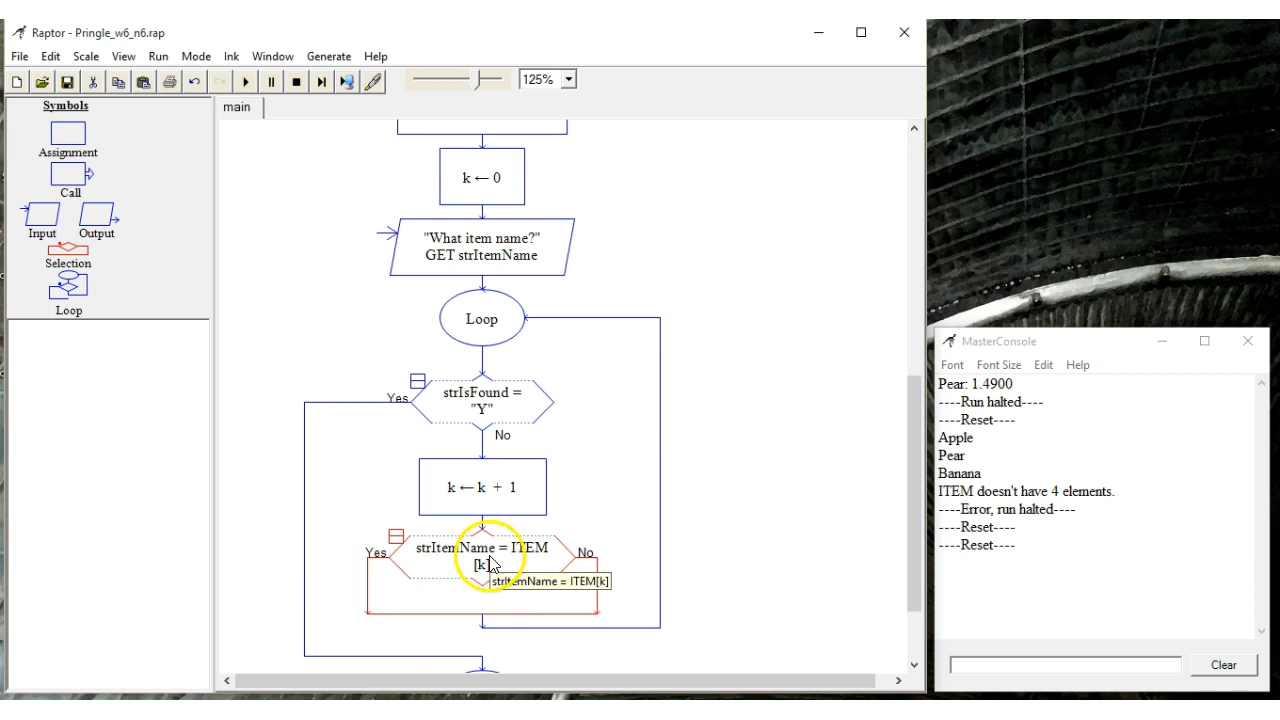 Raptor - Pringle_w6_n6.rap
File Edit Scale View Run Mode Ink Window Generate Help
125%
Symbols
Assignment
Call
Input Output
Selection
Loop
main
k ← 0
"What item name?"
GET strItemName
Loop
strIsFound =
"Y"
Yes
No
k ← k + 1
strItemName = ITEM
[k]
Yes
No
strItemName = ITEM[k]
MasterConsole
Font Font Size Edit Help
Pear: 1.4900
----Run halted----
----Reset----
Apple
Pear
Banana
ITEM doesn't have 4 elements.
----Error, run halted----
----Reset----
----Reset----
Clear